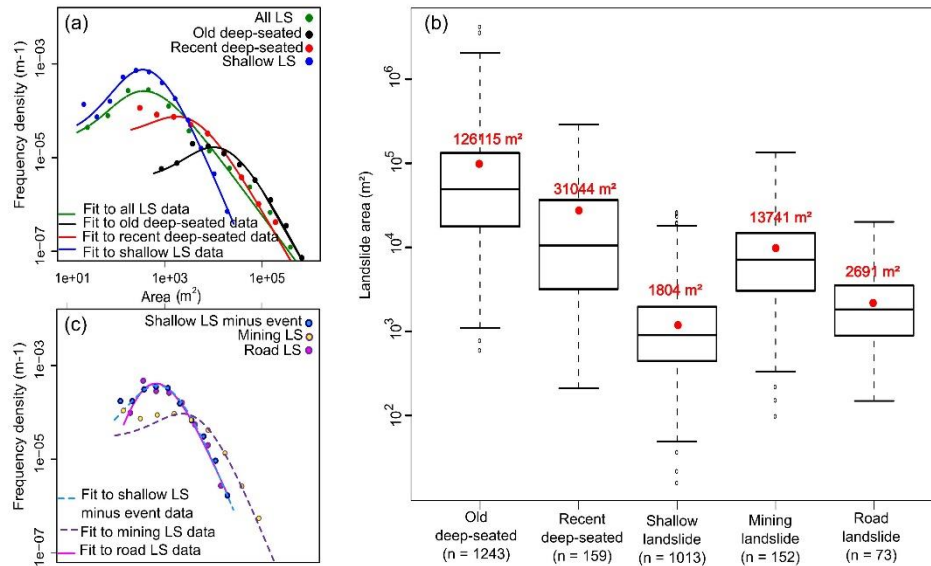 (a)
All LS
Old deep-seated
Recent deep-seated
Shallow LS
Frequency density (m-1)
1e-03
1e-05
1e-07
Fit to all LS data
Fit to old deep-seated data
Fit to recent deep-seated data
Fit to shallow LS data
1e+01
1e+03
1e+05
Area (m²)
(c)
Shallow LS minus event
Mining LS
Road LS
Frequency density (m-1)
1e-03
1e-05
1e-07
Fit to shallow LS
minus event data
Fit to mining LS data
Fit to road LS data
(b)
Landslide area (m²)
10⁶
10⁵
10⁴
10³
10²
126115 m²
31044 m²
1804 m²
13741 m²
2691 m²
Old
deep-seated
(n = 1243)
Recent
deep-seated
(n = 159)
Shallow
landslide
(n = 1013)
Mining
landslide
(n = 152)
Road
landslide
(n = 73)